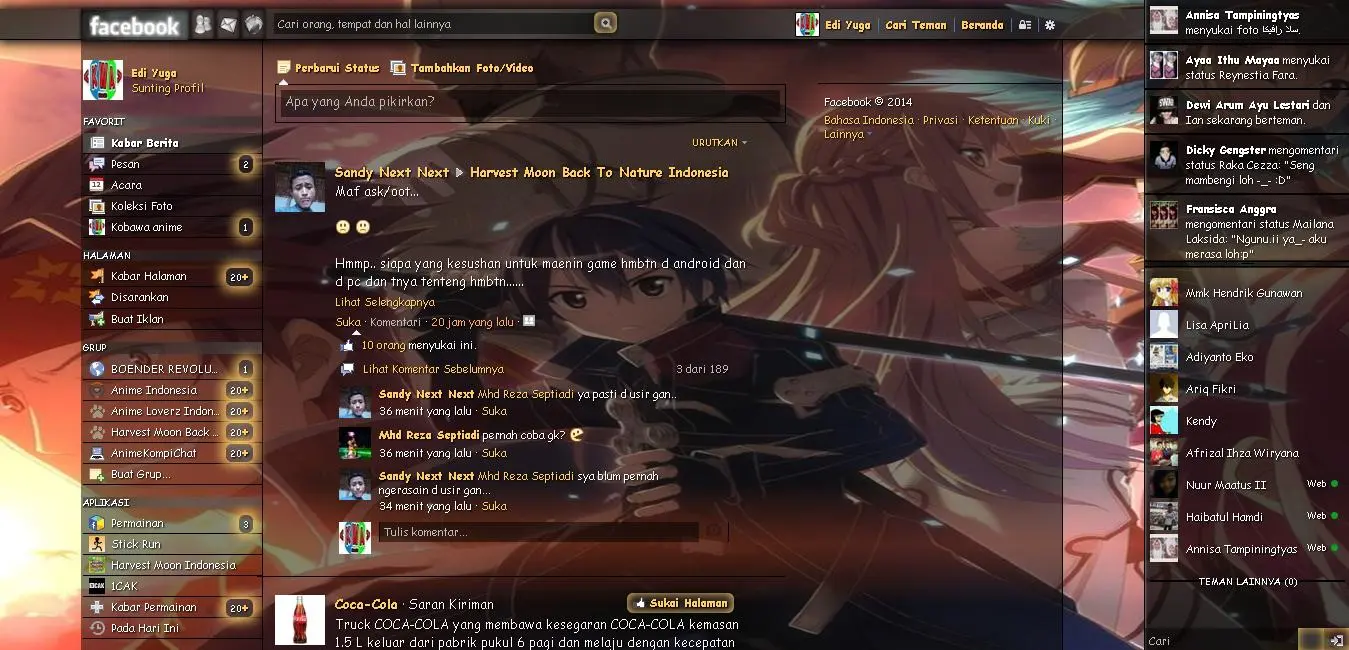 facebook
Cari orang, tempat dan hal lainnya
Edi Yuga
Cari Teman
Beranda
Edi Yuga
Sunting Profil
FAVORIT
Kabar Berita
Pesan
2
Acara
Koleksi Foto
Kobawa anime
1
HALAMAN
Kabar Halaman
20+
Disarankan
Buat Iklan
GRUP
BOENDER REVOLU...
1
Anime Indonesia
20+
Anime Loverz Indon...
20+
Harvest Moon Back ...
20+
AnimeKompiChat
20+
Buat Grup...
APLIKASI
Permainan
3
Stick Run
Harvest Moon Indonesia
1CAK
Kabar Permainan
20+
Pada Hari Ini
Perbarui Status
Tambahkan Foto/Video
Apa yang Anda pikirkan?
URUTKAN
Sandy Next Next
Harvest Moon Back To Nature Indonesia
Maf ask/oot...
Hmmp.. siapa yang kesushan untuk maenin game hmbtn d android dan
d pc dan tnya tenteng hmbtn......
Lihat Selengkapnya
Suka · Komentari · 20 jam yang lalu ·
10 orang menyukai ini.
Lihat Komentar Sebelumnya
3 dari 189
Sandy Next Next Mhd Reza Septiadi ya pasti d usir gan..
36 menit yang lalu · Suka
Mhd Reza Septiadi pernah coba gk?
36 menit yang lalu · Suka
Sandy Next Next Mhd Reza Septiadi sya blum pernah
ngerasain d usir gan...
34 menit yang lalu · Suka
Tulis komentar...
Coca-Cola · Saran Kiriman
Sukai Halaman
Truck COCA-COLA yang membawa kesegaran COCA-COLA kemasan
1.5 L keluar dari pabrik pukul 6 pagi dan melaju dengan kecepatan
Facebook © 2014
Bahasa Indonesia · Privasi · Ketentuan · Kuki ·
Lainnya
Annisa Tampiningtyas
menyukai foto سلا رافيكا.
Ayaa Ithu Mayaa menyukai
status Reynestia Fara.
Dewi Arum Ayu Lestari dan
Ian sekarang berteman.
Dicky Gengster mengomentari
status Raka Cezza: "Seng
mambengi loh -_- :D"
Fransisca Anggra
mengomentari status Mailana
Laksida: "Ngunu.ii ya_- aku
merasa loh:p"
Mmk Hendrik Gunawan
Lisa ApriLia
Adiyanto Eko
Ariq Fikri
Kendy
Afrizal Ihza Wiryana
Nuur Maatus II
Web
Haibatul Hamdi
Web
Annisa Tampiningtyas
Web
TEMAN LAINNYA (0)
Cari